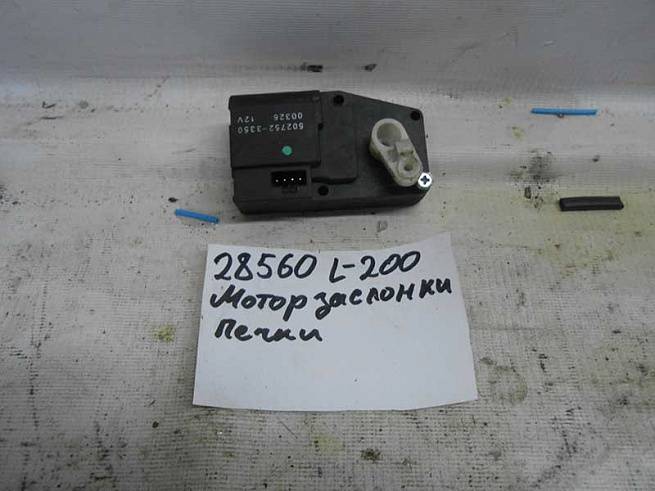 502752-3350
00326 12V
28560 L-200
Мотор заслонки
печки